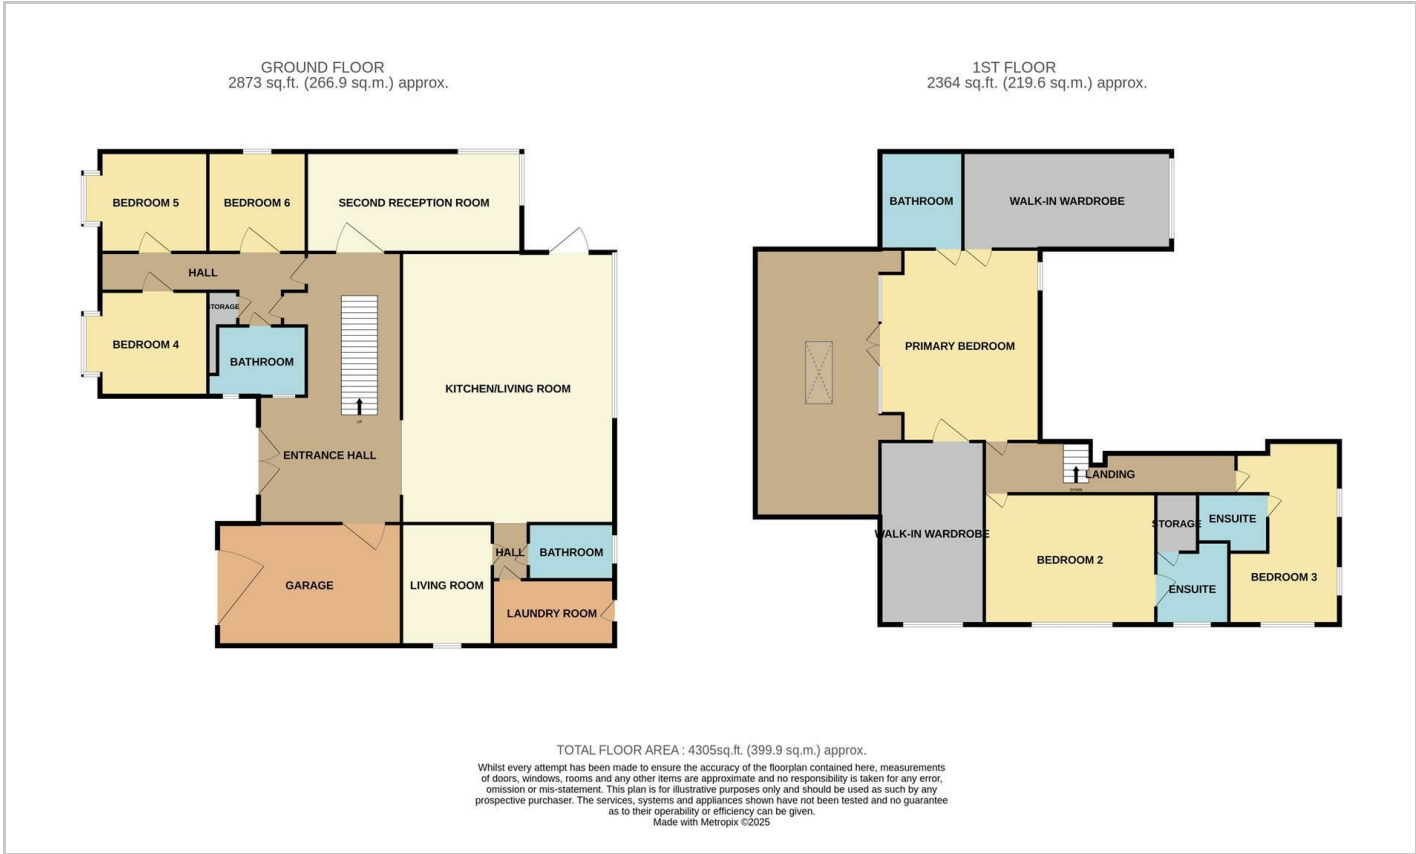 GROUND FLOOR
2873 sq.ft. (266.9 sq.m.) approx.
1ST FLOOR
2364 sq.ft. (219.6 sq.m.) approx.
BEDROOM 5
BEDROOM 6
SECOND RECEPTION ROOM
HALL
STORAGE
BEDROOM 4
BATHROOM
KITCHEN/LIVING ROOM
UP
ENTRANCE HALL
GARAGE
LIVING ROOM
HALL
BATHROOM
LAUNDRY ROOM
BATHROOM
WALK-IN WARDROBE
PRIMARY BEDROOM
LANDING
DOWN
WALK-IN WARDROBE
BEDROOM 2
STORAGE
ENSUITE
ENSUITE
BEDROOM 3
TOTAL FLOOR AREA : 4305sq.ft. (399.9 sq.m.) approx.
Whilst every attempt has been made to ensure the accuracy of the floorplan contained here, measurements
of doors, windows, rooms and any other items are approximate and no responsibility is taken for any error,
omission or mis-statement. This plan is for illustrative purposes only and should be used as such by any
prospective purchaser. The services, systems and appliances shown have not been tested and no guarantee
as to their operability or efficiency can be given.
Made with Metropix ©2025